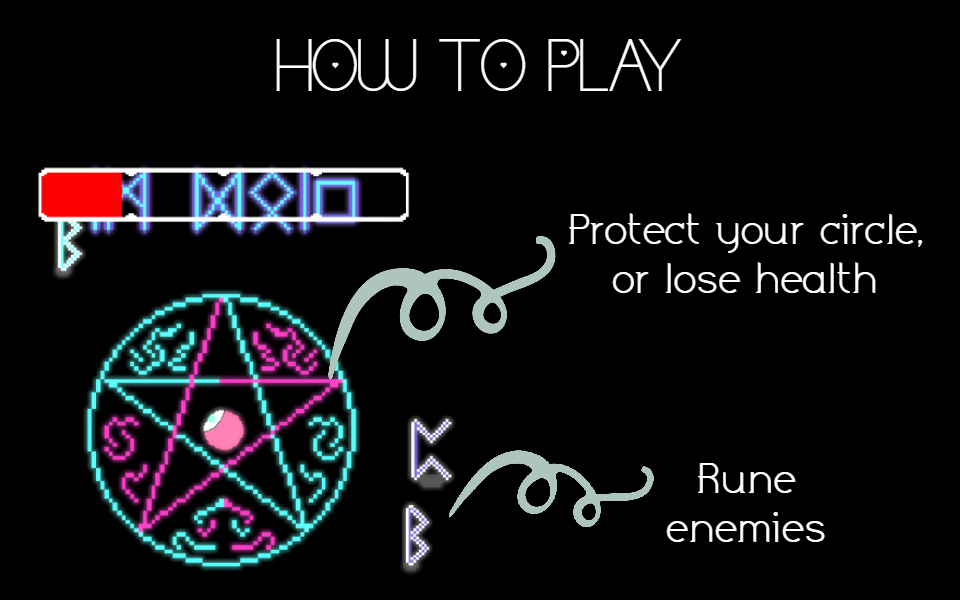 HOW TO PLAY
ᛒ
Protect your circle,
or lose health
ᛈ
ᛒ
Rune
enemies